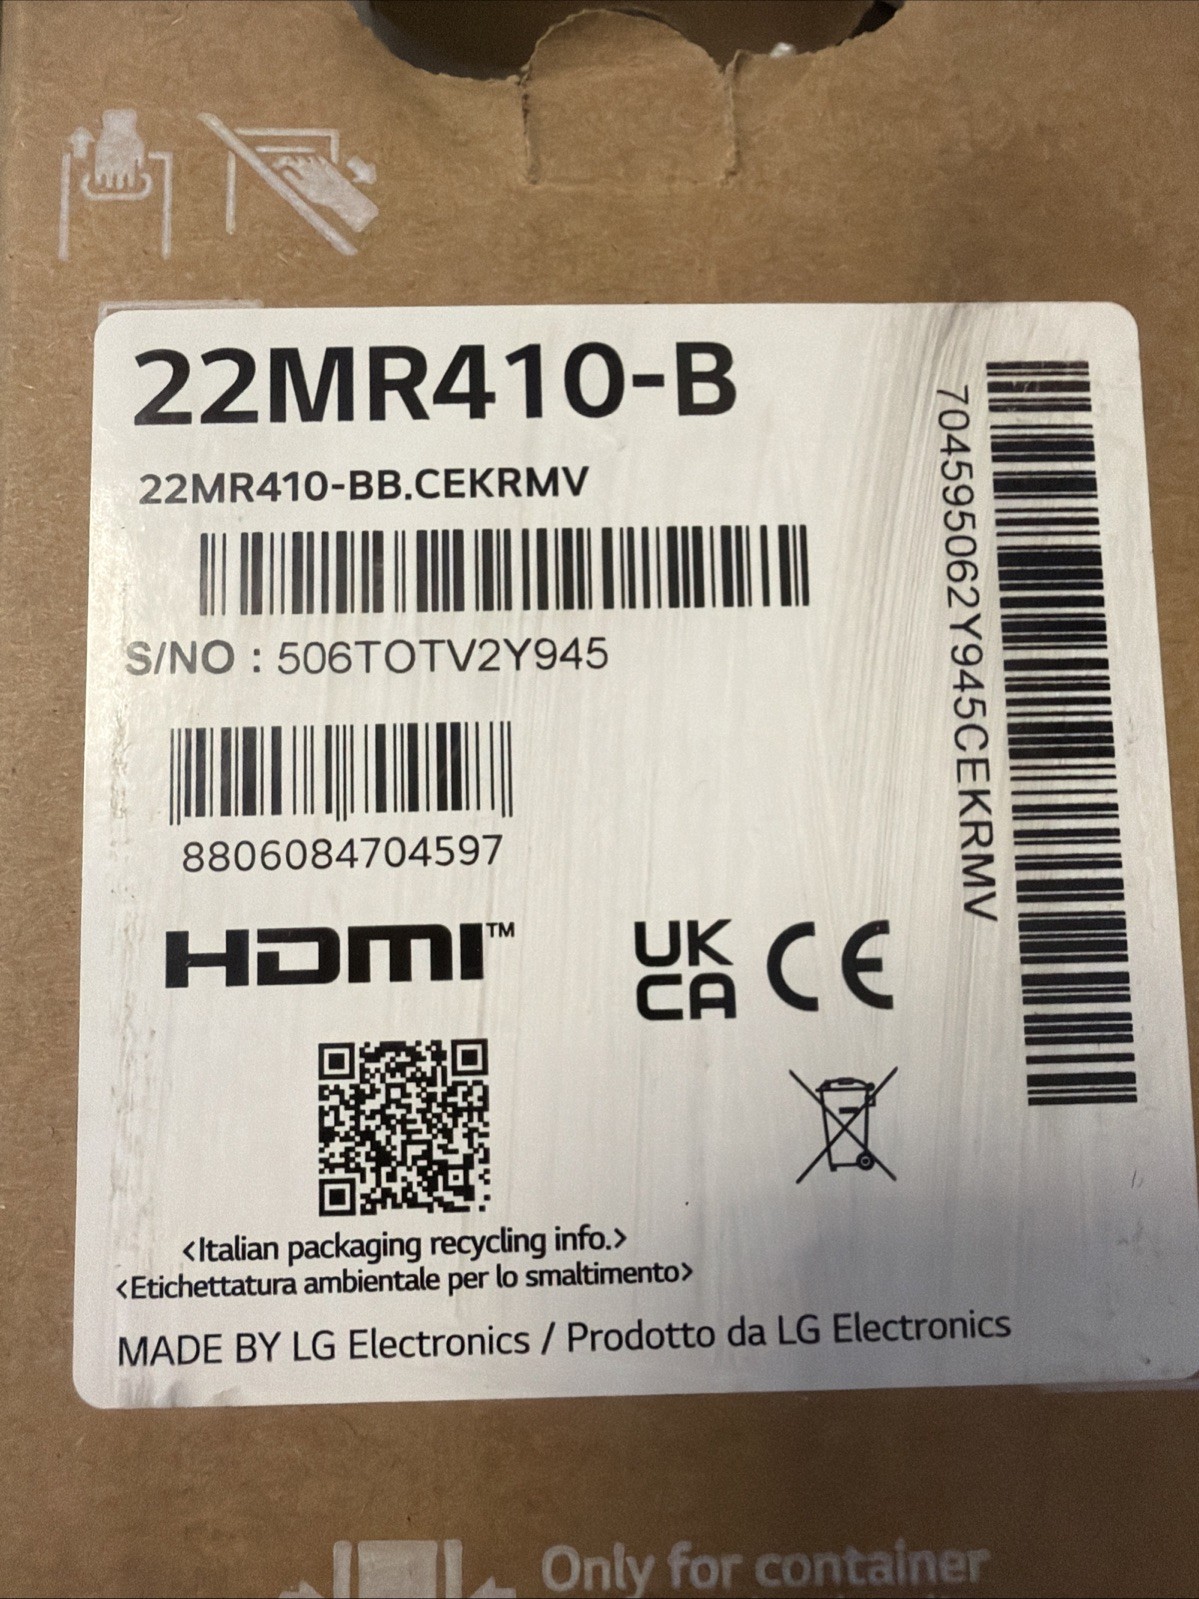 22MR410-B
22MR410-BB.CEKRMV
S/NO : 506TOTV2Y945
8806084704597
HDMI™
UK
CA
CE
<Italian packaging recycling info.>
<Etichettatura ambientale per lo smaltimento>
MADE BY LG Electronics / Prodotto da LG Electronics
704595062Y945CEKRMV
Only for container